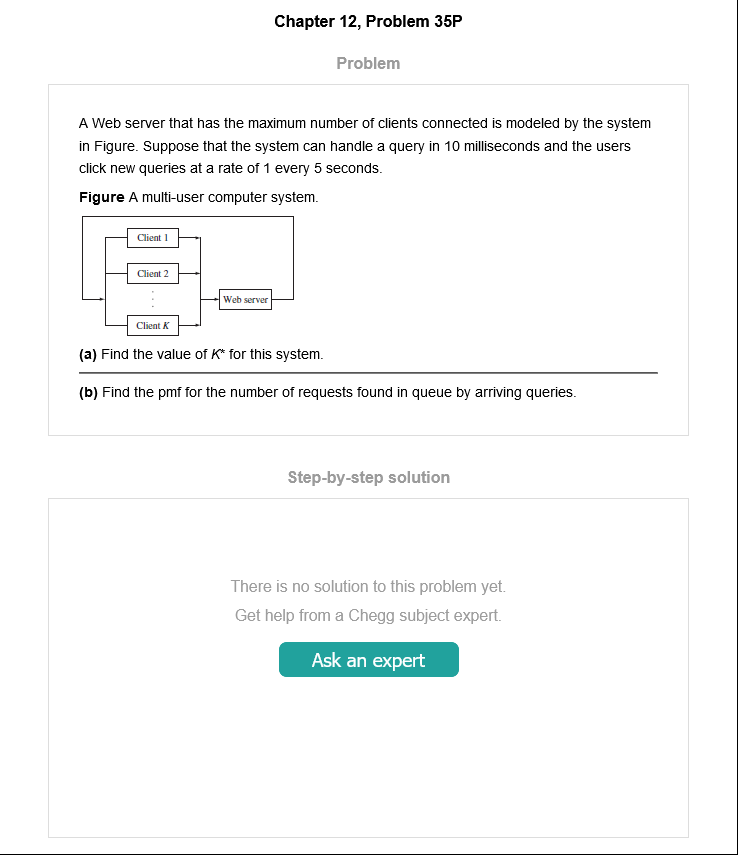 Chapter 12, Problem 35P
Problem
A Web server that has the maximum number of clients connected is modeled by the system
in Figure. Suppose that the system can handle a query in 10 milliseconds and the users
click new queries at a rate of 1 every 5 seconds.
Figure A multi-user computer system.
Client 1
Client 2
Web server
Client K
(a) Find the value of K* for this system.
(b) Find the pmf for the number of requests found in queue by arriving queries.
Step-by-step solution
There is no solution to this problem yet.
Get help from a Chegg subject expert.
Ask an expert